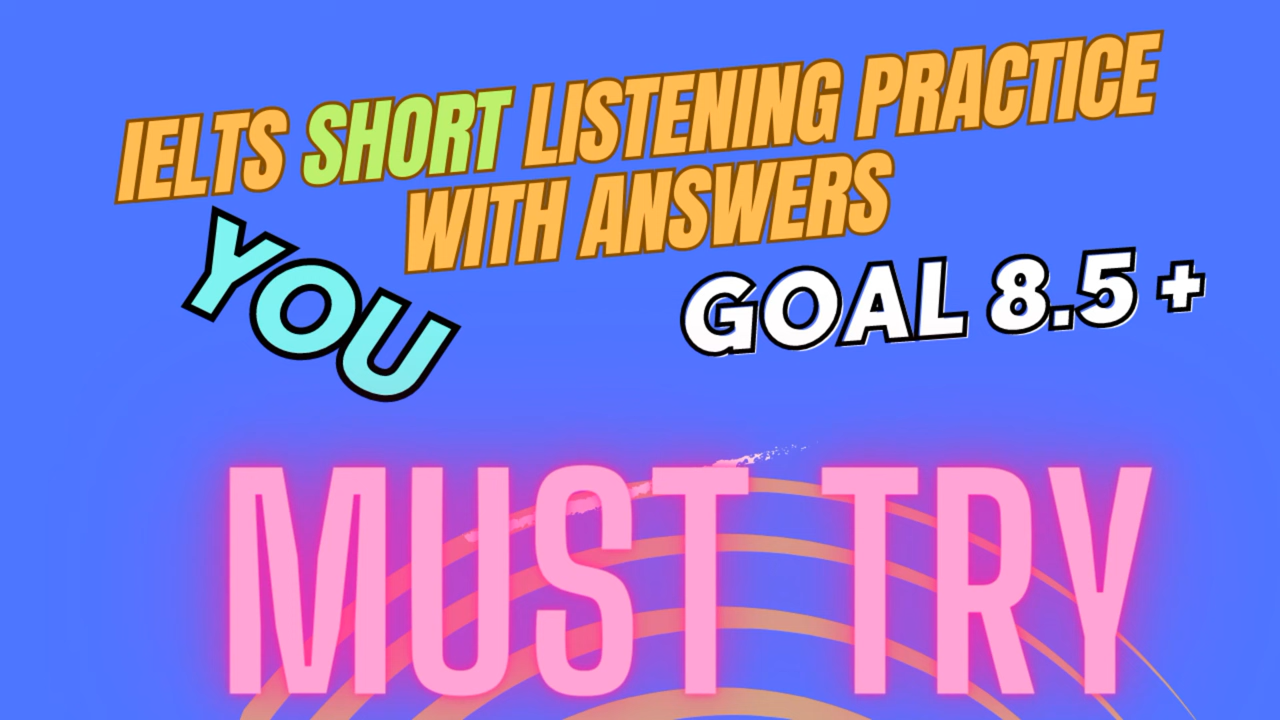 IELTS SHORT LISTENING PRACTICE
WITH ANSWERS
YOU
GOAL 8.5 +
MUST TRY